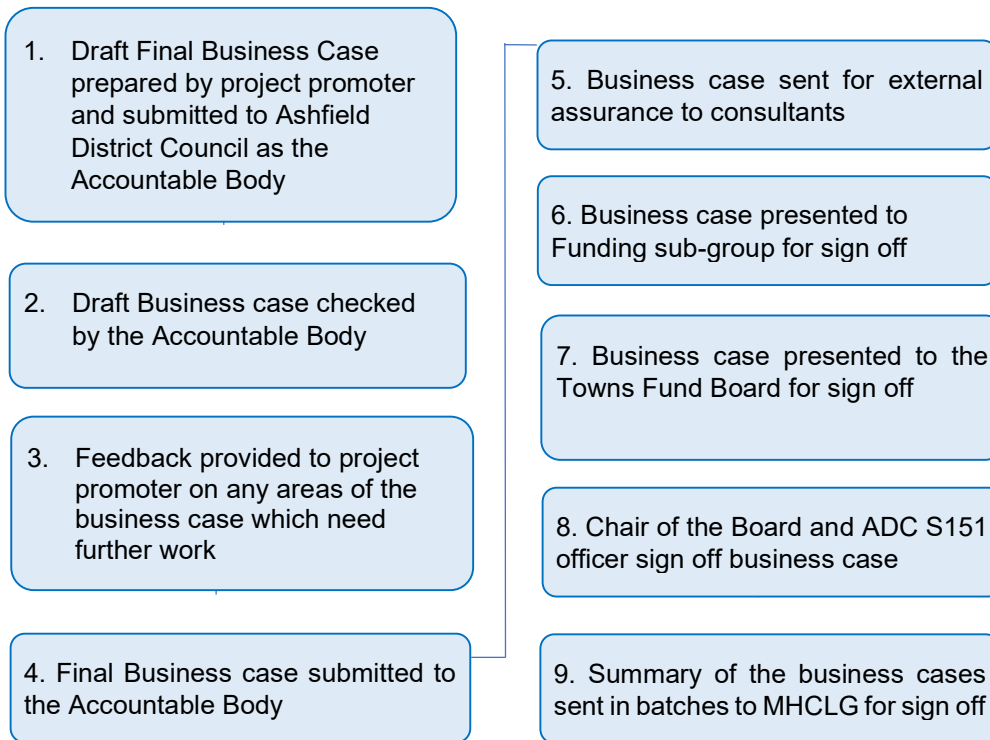 1. Draft Final Business Case
prepared by project promoter
and submitted to Ashfield
District Council as the
Accountable Body
2. Draft Business case checked
by the Accountable Body
3. Feedback provided to project
promoter on any areas of the
business case which need
further work
4. Final Business case submitted to
the Accountable Body
5. Business case sent for external
assurance to consultants
6. Business case presented to
Funding sub-group for sign off
7. Business case presented to the
Towns Fund Board for sign off
8. Chair of the Board and ADC S151
officer sign off business case
9. Summary of the business cases
sent in batches to MHCLG for sign off